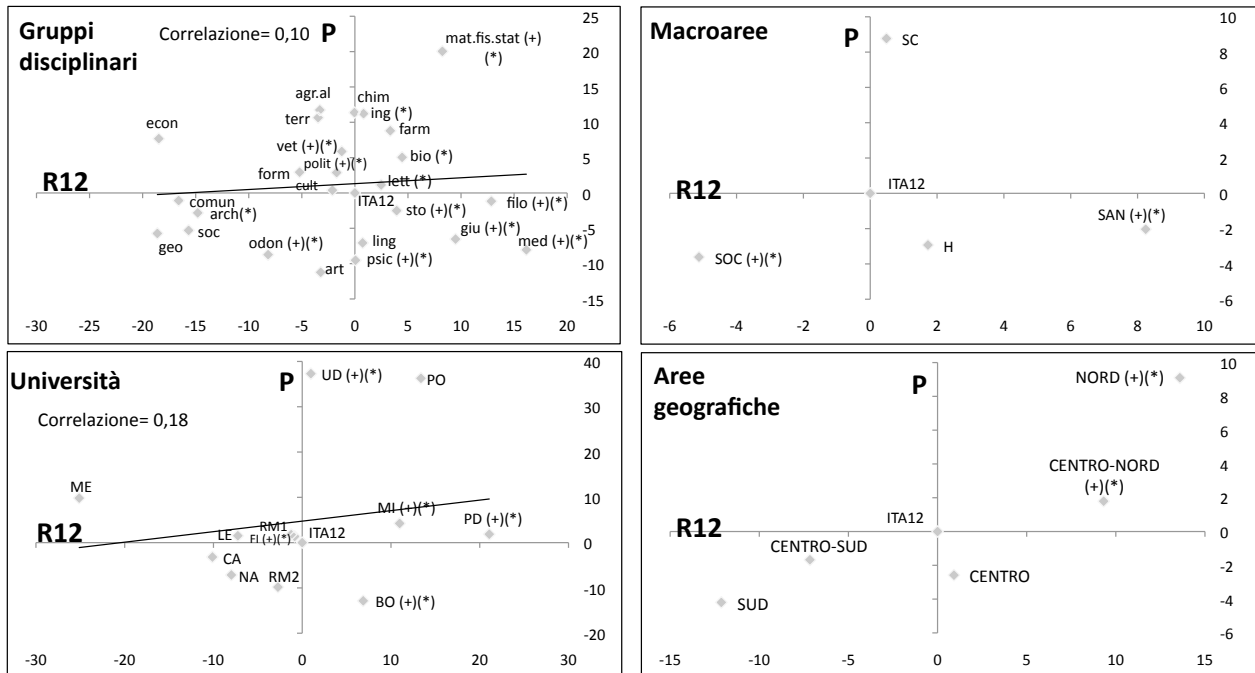 Gruppi
disciplinari
Correlazione= 0,10
P
R12
mat.fis.stat (+)
(*)
agr.al
chim
terr
ing (*)
econ
farm
vet (+)(*)
bio (*)
polit (+)(*)
form
cult
lett (*)
ITA12
comun
arch(*)
sto (+)(*)
filo (+)(*)
soc
geo
giu (+)(*)
odon (+)(*)
ling
med (+)(*)
psic (+)(*)
art
25
20
15
10
5
0
-5
-10
-15
-30 -25 -20 -15 -10 -5 0 5 10 15 20
Macroaree
P
R12
SC
ITA12
SAN (+)(*)
H
SOC (+)(*)
10
8
6
4
2
0
-2
-4
-6
-6 -4 -2 0 2 4 6 8 10
Università
Correlazione= 0,18
P
R12
UD (+)(*)
PO
ME
MI (+)(*)
PD (+)(*)
LE
RM1
FI (+)(*)
ITA12
CA
NA
RM2
BO (+)(*)
40
30
20
10
0
-10
-20
-30 -20 -10 0 10 20 30
Aree
geografiche
P
R12
NORD (+)(*)
CENTRO-NORD
(+)(*)
ITA12
CENTRO-SUD
CENTRO
SUD
10
8
6
4
2
0
-2
-4
-6
-15 -10 -5 0 5 10 15